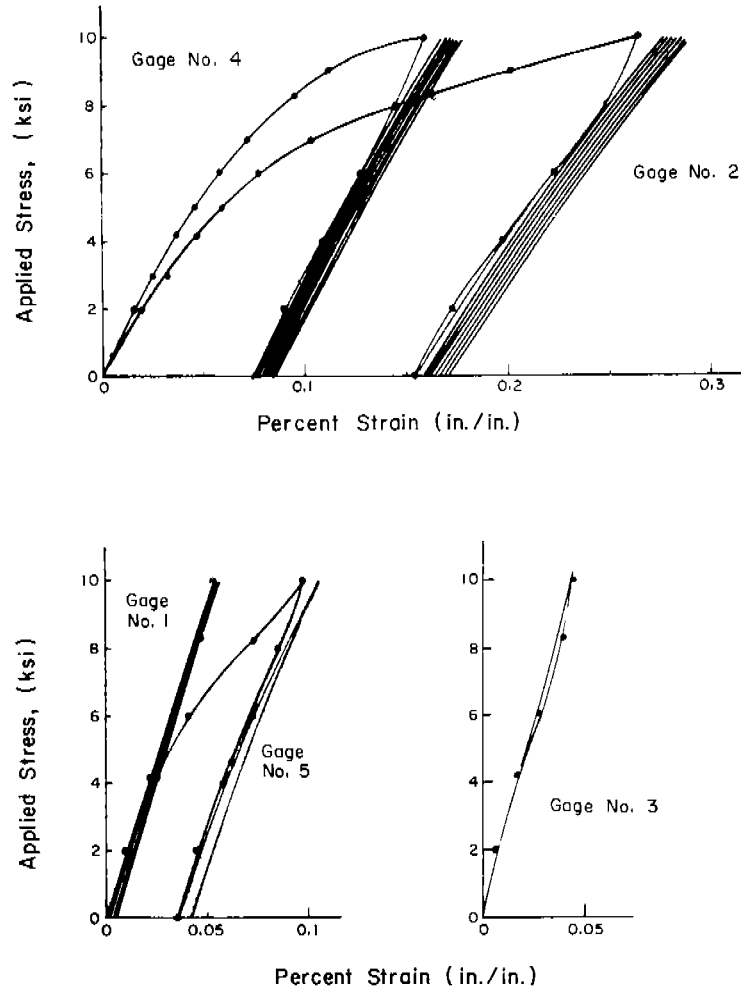 10
8
6
4
2
0
Applied Stress, (ksi)
Gage No. 4
Gage No. 2
0
0.1
0.2
0.3
Percent Strain (in./in.)
10
8
6
4
2
0
Applied Stress, (ksi)
Gage
No. 1
Gage
No. 5
0
0.05
0.1
10
8
6
4
2
0
Gage No. 3
0
0.05
Percent Strain (in./in.)